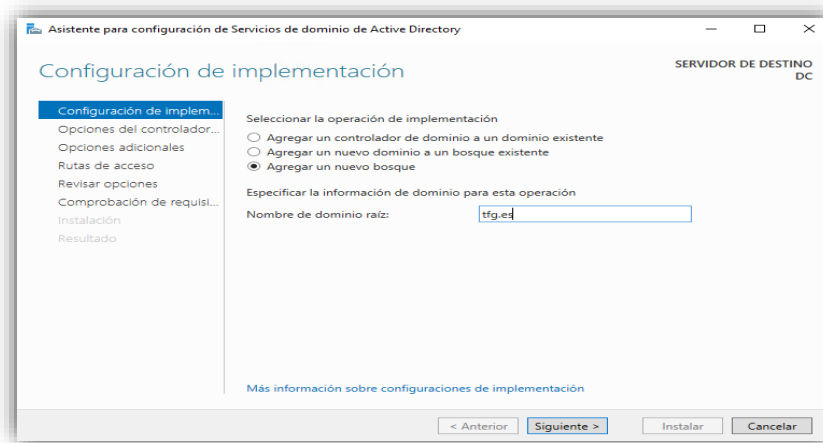 Asistente para configuración de Servicios de dominio de Active Directory
Configuración de implementación
SERVIDOR DE DESTINO
DC
Configuración de implem...
Opciones del controlador...
Opciones adicionales
Rutas de acceso
Revisar opciones
Comprobación de requisi...
Instalación
Resultado
Seleccionar la operación de implementación
Agregar un controlador de dominio a un dominio existente
Agregar un nuevo dominio a un bosque existente
Agregar un nuevo bosque
Especificar la información de dominio para esta operación
Nombre de dominio raíz: tfg.es
Más información sobre configuraciones de implementación
< Anterior Siguiente > Instalar Cancelar